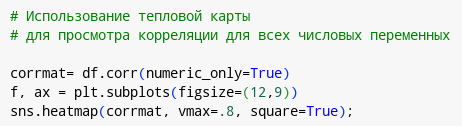 # Использование тепловой карты
# для просмотра корреляции для всех числовых переменных
corrmat= df.corr(numeric_only=True)
f, ax = plt.subplots(figsize=(12,9))
sns.heatmap(corrmat, vmax=.8, square=True);